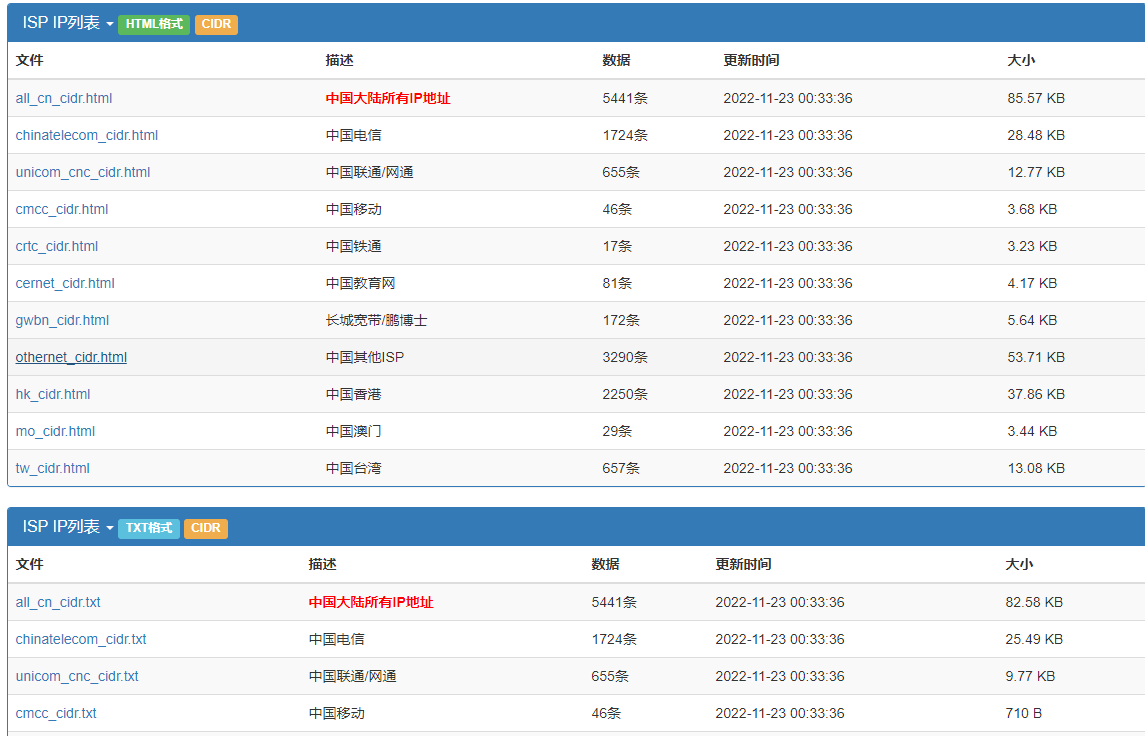 ISP IP列表 HTML格式 CIDR
文件 描述 数据 更新时间 大小
all_cn_cidr.html 中国大陆所有IP地址 5441条 2022-11-23 00:33:36 85.57 KB
chinatelecom_cidr.html 中国电信 1724条 2022-11-23 00:33:36 28.48 KB
unicom_cnc_cidr.html 中国联通/网通 655条 2022-11-23 00:33:36 12.77 KB
cmcc_cidr.html 中国移动 46条 2022-11-23 00:33:36 3.68 KB
crtc_cidr.html 中国铁通 17条 2022-11-23 00:33:36 3.23 KB
cernet_cidr.html 中国教育网 81条 2022-11-23 00:33:36 4.17 KB
gwbn_cidr.html 长城宽带/鹏博士 172条 2022-11-23 00:33:36 5.64 KB
othernet_cidr.html 中国其他ISP 3290条 2022-11-23 00:33:36 53.71 KB
hk_cidr.html 中国香港 2250条 2022-11-23 00:33:36 37.86 KB
mo_cidr.html 中国澳门 29条 2022-11-23 00:33:36 3.44 KB
tw_cidr.html 中国台湾 657条 2022-11-23 00:33:36 13.08 KB
ISP IP列表 TXT格式 CIDR
文件 描述 数据 更新时间 大小
all_cn_cidr.txt 中国大陆所有IP地址 5441条 2022-11-23 00:33:36 82.58 KB
chinatelecom_cidr.txt 中国电信 1724条 2022-11-23 00:33:36 25.49 KB
unicom_cnc_cidr.txt 中国联通/网通 655条 2022-11-23 00:33:36 9.77 KB
cmcc_cidr.txt 中国移动 46条 2022-11-23 00:33:36 710 B